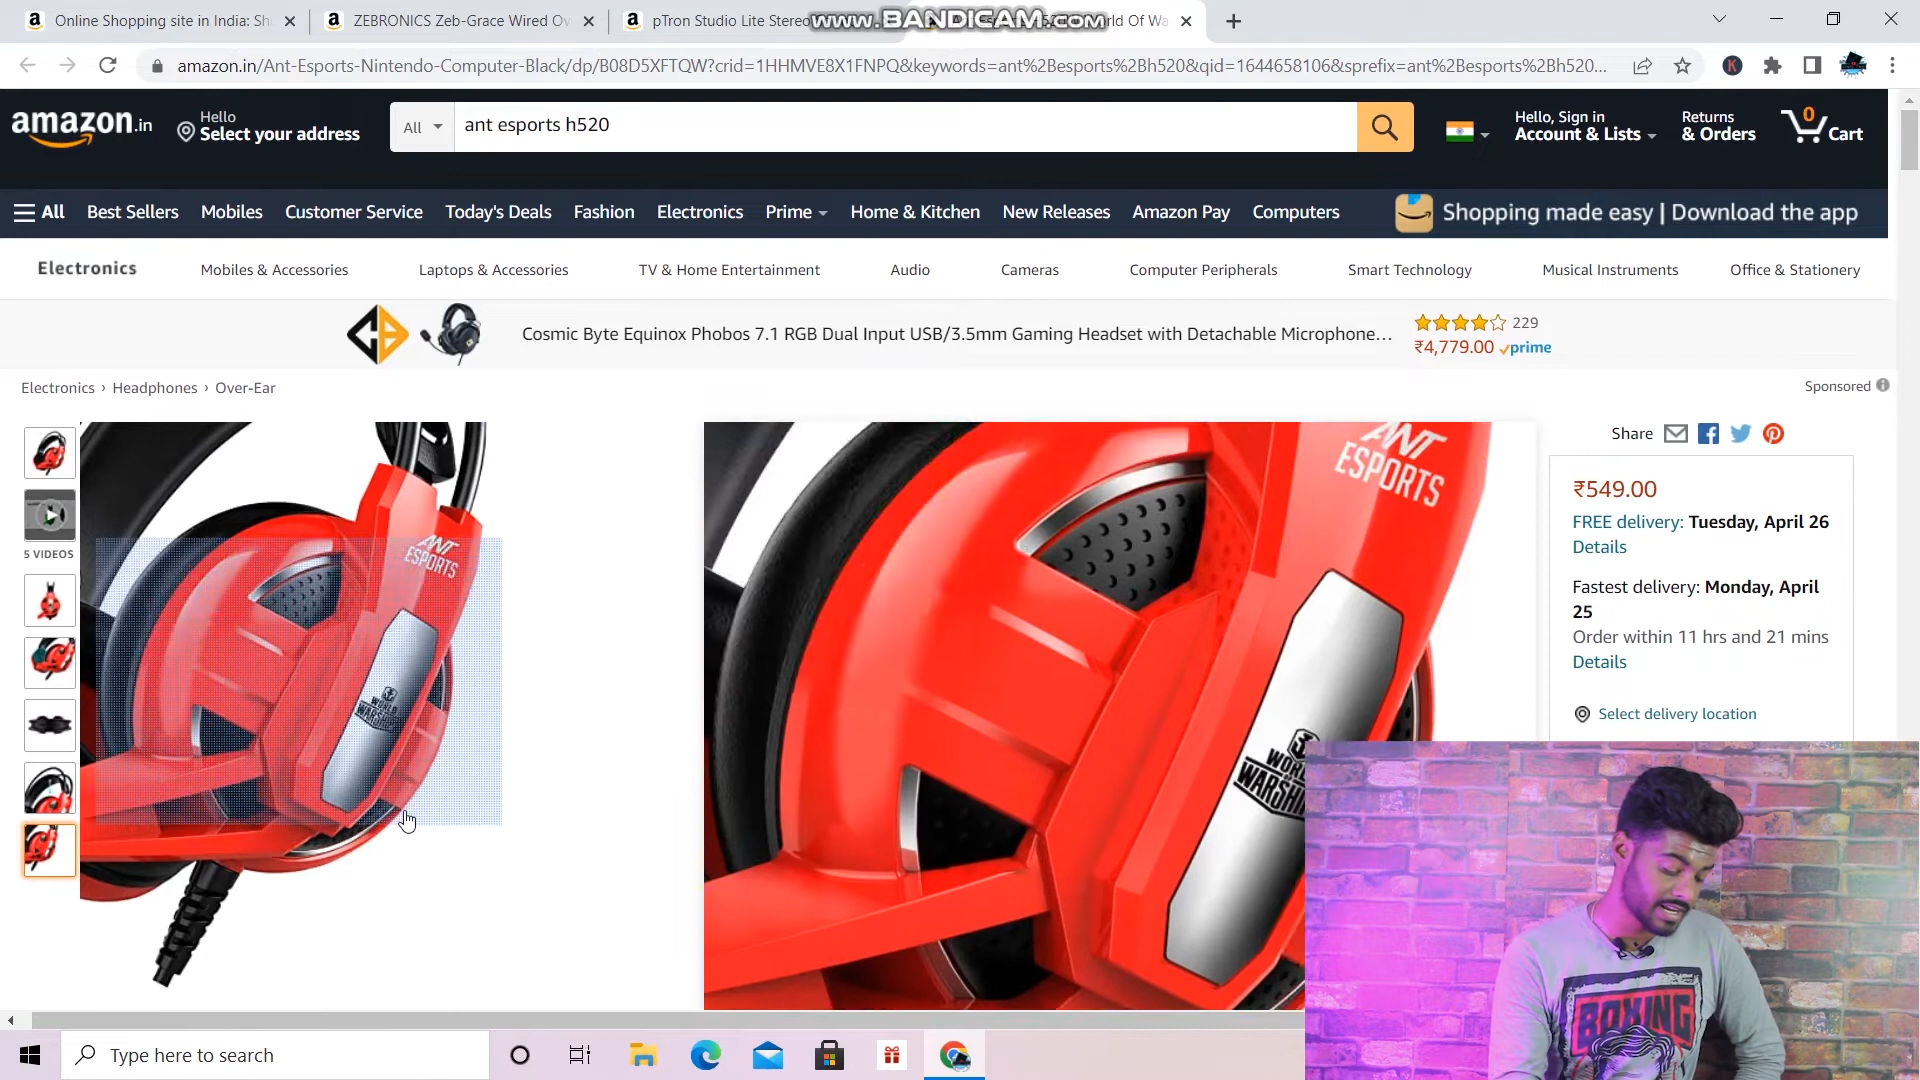 Online Shopping site in India: Sh
ZEBRONICS Zeb-Grace Wired Ov
pTron Studio Lite Stereo
World Of Wa
www.BANDICAM.com
amazon.in/Ant-Esports-Nintendo-Computer-Black/dp/B08D5XFTQW?crid=1HHMVE8X1FNPQ&keywords=ant%2Besports%2Bh520&qid=1644658106&sprefix=ant%2Besports%2Bh520...
K
amazon.in
Hello
Select your address
All
ant esports h520
Hello, Sign in
Account & Lists
Returns
& Orders
0
Cart
All
Best Sellers
Mobiles
Customer Service
Today's Deals
Fashion
Electronics
Prime
Home & Kitchen
New Releases
Amazon Pay
Computers
Shopping made easy | Download the app
Electronics
Mobiles & Accessories
Laptops & Accessories
TV & Home Entertainment
Audio
Cameras
Computer Peripherals
Smart Technology
Musical Instruments
Office & Stationery
Cosmic Byte Equinox Phobos 7.1 RGB Dual Input USB/3.5mm Gaming Headset with Detachable Microphone...
229
₹4,779.00 prime
Electronics › Headphones › Over-Ear
Sponsored
5 VIDEOS
ANT
ESPORTS
WORLD
WARSHIPS
ANT
ESPORTS
WORLD
WARSHI
Share
₹549.00
FREE delivery: Tuesday, April 26
Details
Fastest delivery: Monday, April
25
Order within 11 hrs and 21 mins
Details
Select delivery location
BOXING
Type here to search